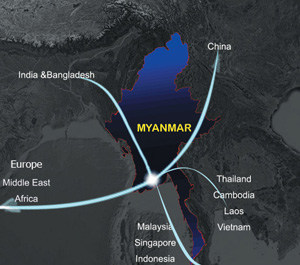 China
India &Bangladesh
MYANMAR
Europe
Middle East
Africa
Thailand
Cambodia
Laos
Vietnam
Malaysia
Singapore
Indonesia